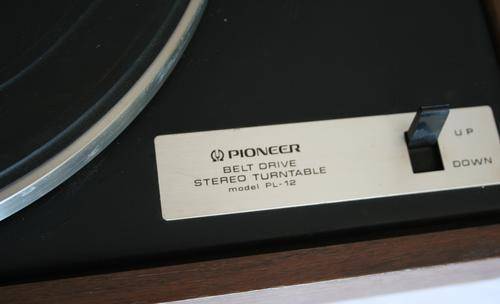 PIONEER
BELT DRIVE
STEREO TURNTABLE
model PL-12
UP
DOWN